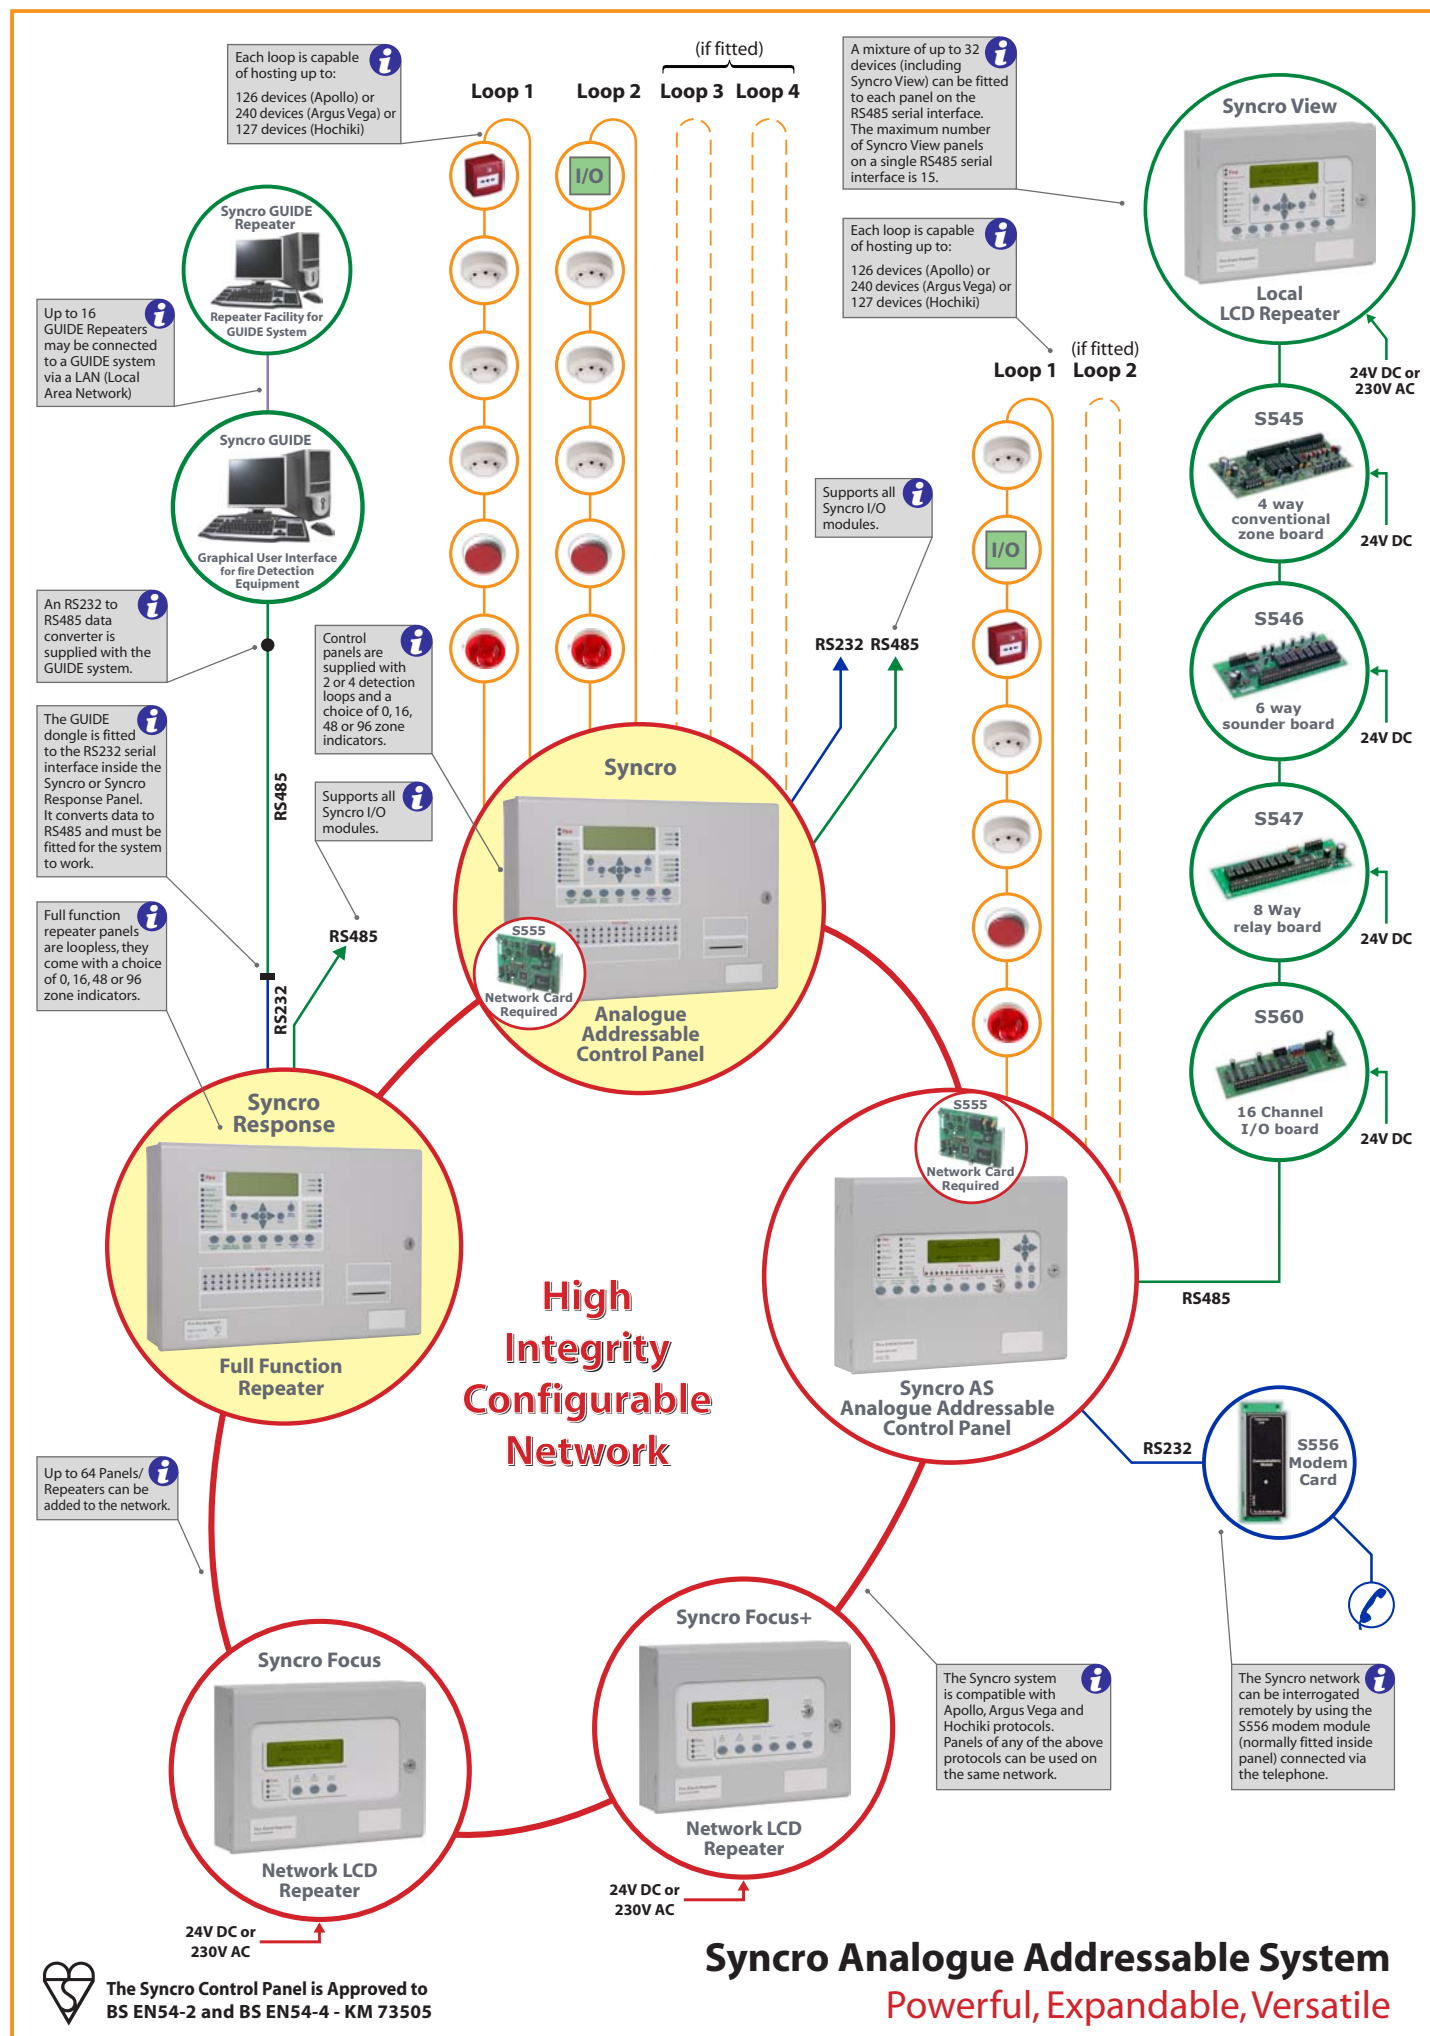 Each loop is capable
of hosting up to:
126 devices (Apollo) or
240 devices (Argus Vega) or
127 devices (Hochiki)
Loop 1
Loop 2
(if fitted)
Loop 3
Loop 4
A mixture of up to 32
devices (including
Syncro View) can be fitted
to each panel on the
RS485 serial interface.
The maximum number
of Syncro View panels
on a single RS485 serial
interface is 15.
Syncro View
Local
LCD Repeater
24V DC or
230V AC
I/O
Each loop is capable
of hosting up to:
126 devices (Apollo) or
240 devices (Argus Vega) or
127 devices (Hochiki)
Syncro GUIDE
Repeater
Repeater Facility for
GUIDE System
Up to 16
GUIDE Repeaters
may be connected
to a GUIDE system
via a LAN (Local
Area Network)
Loop 1
(if fitted)
Loop 2
S545
4 way
conventional
zone board
24V DC
Syncro GUIDE
Graphical User Interface
for fire Detection
Equipment
Supports all
Syncro I/O
modules.
I/O
An RS232 to
RS485 data
converter is
supplied with the
GUIDE system.
Control
panels are
supplied with
2 or 4 detection
loops and a
choice of 0, 16,
48 or 96 zone
indicators.
RS232
RS485
S546
6 way
sounder board
24V DC
The GUIDE
dongle is fitted
to the RS232 serial
interface inside the
Syncro or Syncro
Response Panel.
It converts data to
RS485 and must be
fitted for the system
to work.
RS485
Supports all
Syncro I/O
modules.
Syncro
Fire
S555
Network Card
Required
Analogue
Addressable
Control Panel
S547
8 Way
relay board
24V DC
Full function
repeater panels
are loopless, they
come with a choice
of 0, 16, 48 or 96
zone indicators.
RS485
RS232
S560
16 Channel
I/O board
24V DC
Syncro
Response
Fire
Full Function
Repeater
S555
Network Card
Required
Syncro AS
Analogue Addressable
Control Panel
RS485
High
Integrity
Configurable
Network
RS232
S556
Modem
Card
Up to 64 Panels/
Repeaters can be
added to the network.
Syncro Focus
Network LCD
Repeater
24V DC or
230V AC
Syncro Focus+
Network LCD
Repeater
24V DC or
230V AC
The Syncro system
is compatible with
Apollo, Argus Vega and
Hochiki protocols.
Panels of any of the above
protocols can be used on
the same network.
The Syncro network
can be interrogated
remotely by using the
S556 modem module
(normally fitted inside
panel) connected via
the telephone.
The Syncro Control Panel is Approved to
BS EN54-2 and BS EN54-4 - KM 73505
Syncro Analogue Addressable System
Powerful, Expandable, Versatile